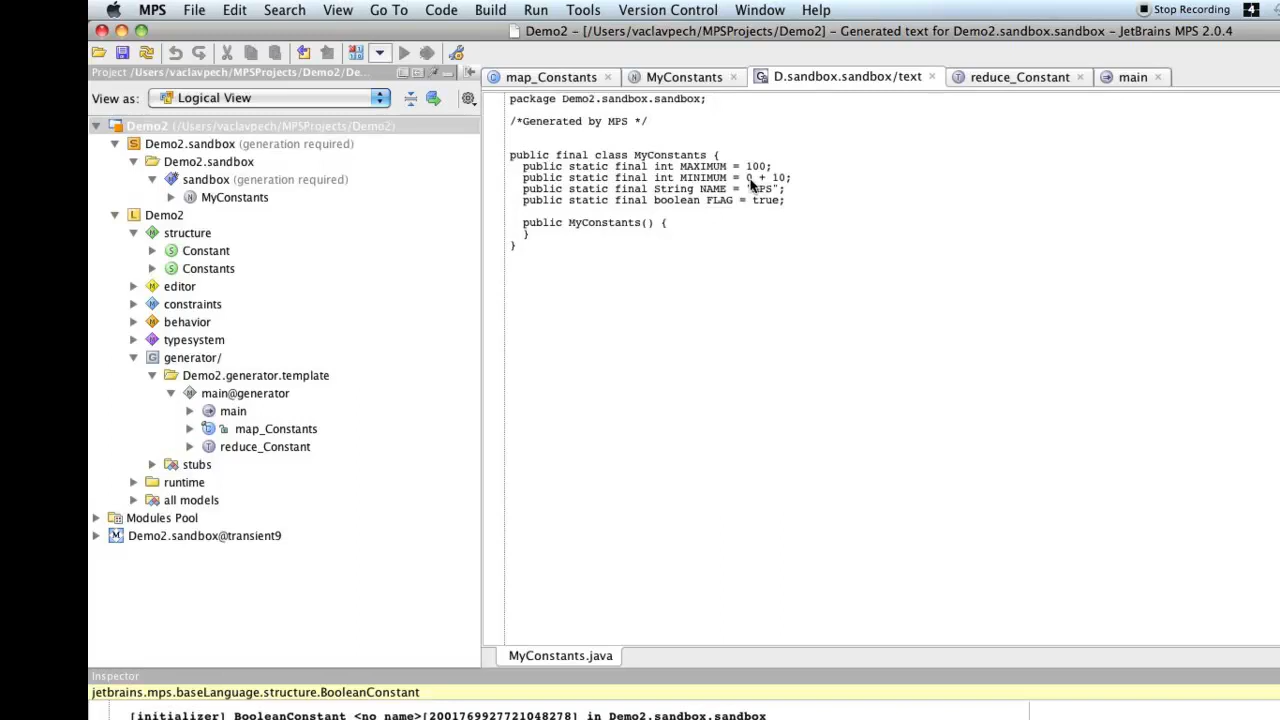 MPS File Edit Search View Go To Code Build Run Tools Version Control Window Help Stop Recording 4
Demo2 - [/Users/vaclavpech/MPSProjects/Demo2] - Generated text for Demo2.sandbox.sandbox - JetBrains MPS 2.0.4
Project /Users/vaclavpech/MPSProjects/Demo2/De...
map_Constants MyConstants D.sandbox.sandbox/text reduce_Constant main
View as: Logical View
Demo2 (/Users/vaclavpech/MPSProjects/Demo2)
Demo2.sandbox (generation required)
Demo2.sandbox
sandbox (generation required)
MyConstants
Demo2
structure
Constant
Constants
editor
constraints
behavior
typesystem
generator/
Demo2.generator.template
main@generator
main
map_Constants
reduce_Constant
stubs
runtime
all models
Modules Pool
Demo2.sandbox@transient9
package Demo2.sandbox.sandbox;
/*Generated by MPS */
public final class MyConstants {
public static final int MAXIMUM = 100;
public static final int MINIMUM = 0 + 10;
public static final String NAME = "MPS";
public static final boolean FLAG = true;
public MyConstants() {
}
}
MyConstants.java
Inspector
jetbrains.mps.baseLanguage.structure.BooleanConstant
[initializer] BooleanConstant <no name>[2001769927721048278] in Demo2.sandbox.sandbox